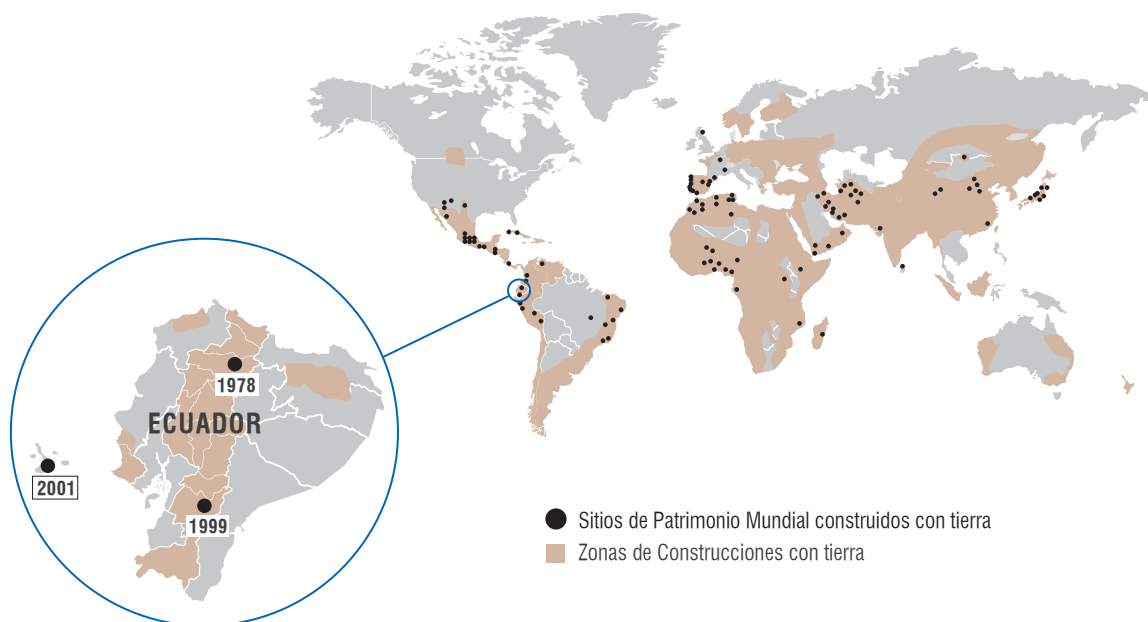 1978
ECUADOR
2001
1999
Sitios de Patrimonio Mundial construidos con tierra
Zonas de Construcciones con tierra